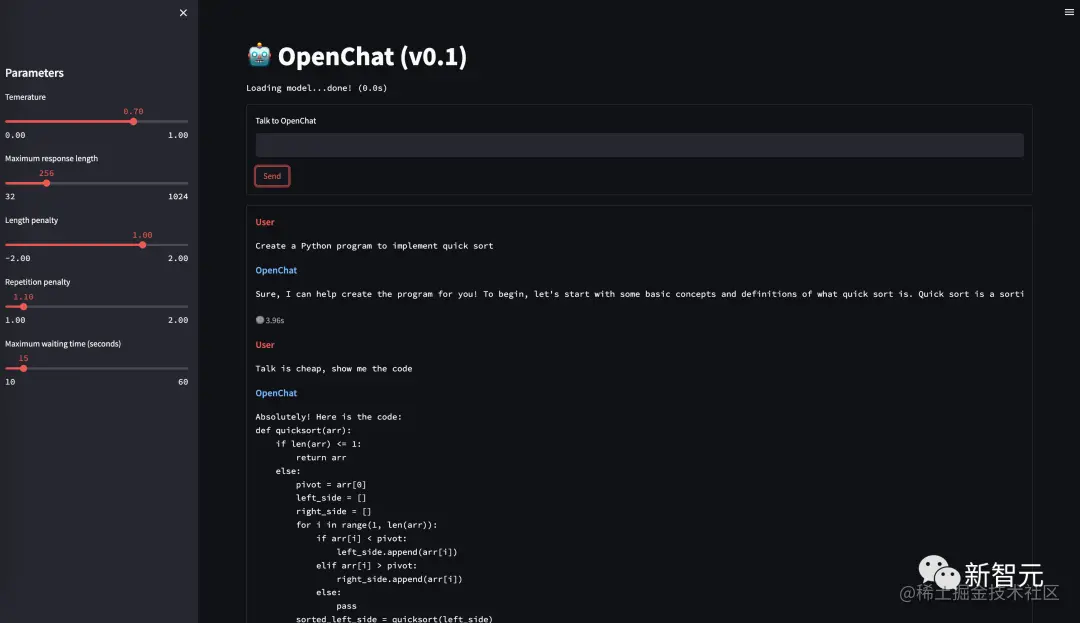 Parameters
Temerature
0.70
0.00 1.00
Maximum response length
256
32 1024
Length penalty
1.00
-2.00 2.00
Repetition penalty
1.10
1.00 2.00
Maximum waiting time (seconds)
15
10 60
OpenChat (v0.1)
Loading model...done! (0.0s)
Talk to OpenChat
Send
User
Create a Python program to implement quick sort
OpenChat
Sure, I can help create the program for you! To begin, let's start with some basic concepts and definitions of what quick sort is. Quick sort is a sorti
3.96s
User
Talk is cheap, show me the code
OpenChat
Absolutely! Here is the code:
def quicksort(arr):
    if len(arr) <= 1:
        return arr
    else:
        pivot = arr[0]
        left_side = []
        right_side = []
        for i in range(1, len(arr)):
            if arr[i] < pivot:
                left_side.append(arr[i])
            elif arr[i] > pivot:
                right_side.append(arr[i])
            else:
                pass
        sorted_left_side = quicksort(left_side)
新智元
@稀土掘金技术社区